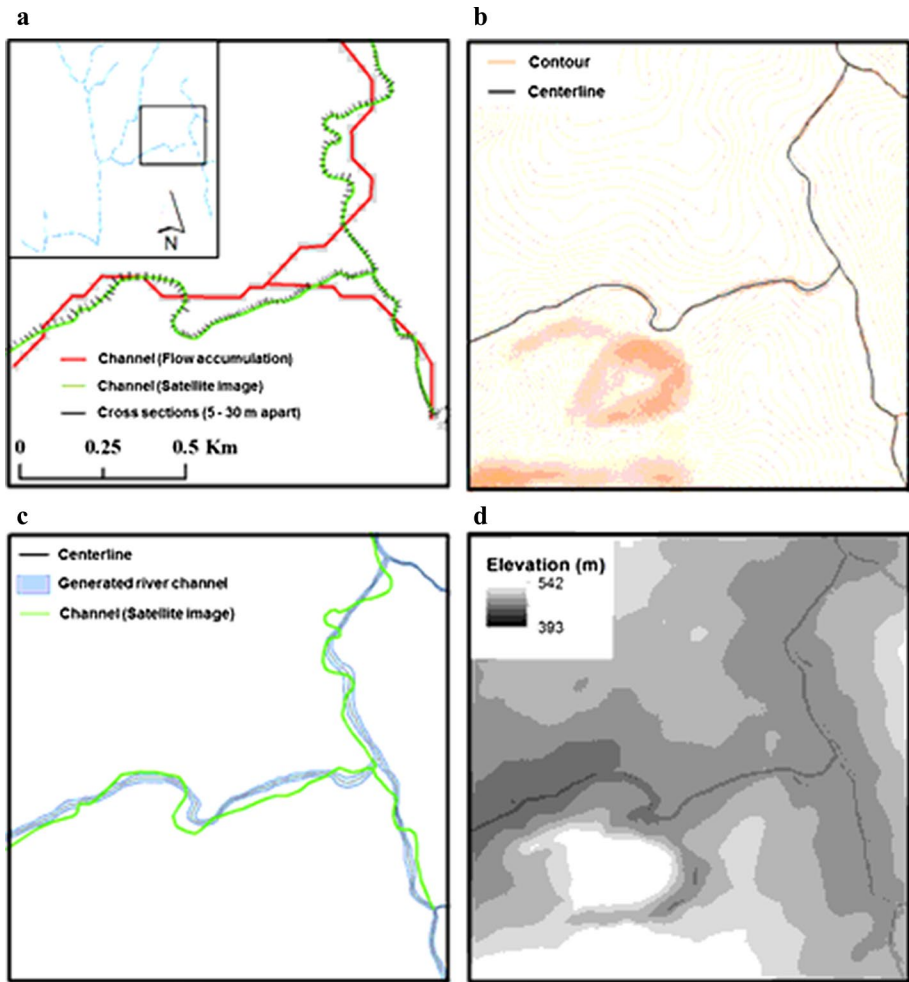 a
N
Channel (Flow accumulation)
Channel (Satellite image)
Cross sections (5 - 30 m apart)
0 0.25 0.5 Km
b
Contour
Centerline
c
Centerline
Generated river channel
Channel (Satellite image)
d
Elevation (m)
542
393